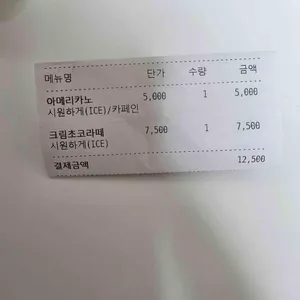 메뉴명 단가 수량 금액
아메리카노 5,000 1 5,000
시원하게(ICE)/카페인
크림초코라떼 7,500 1 7,500
시원하게(ICE)
결제금액 12,500